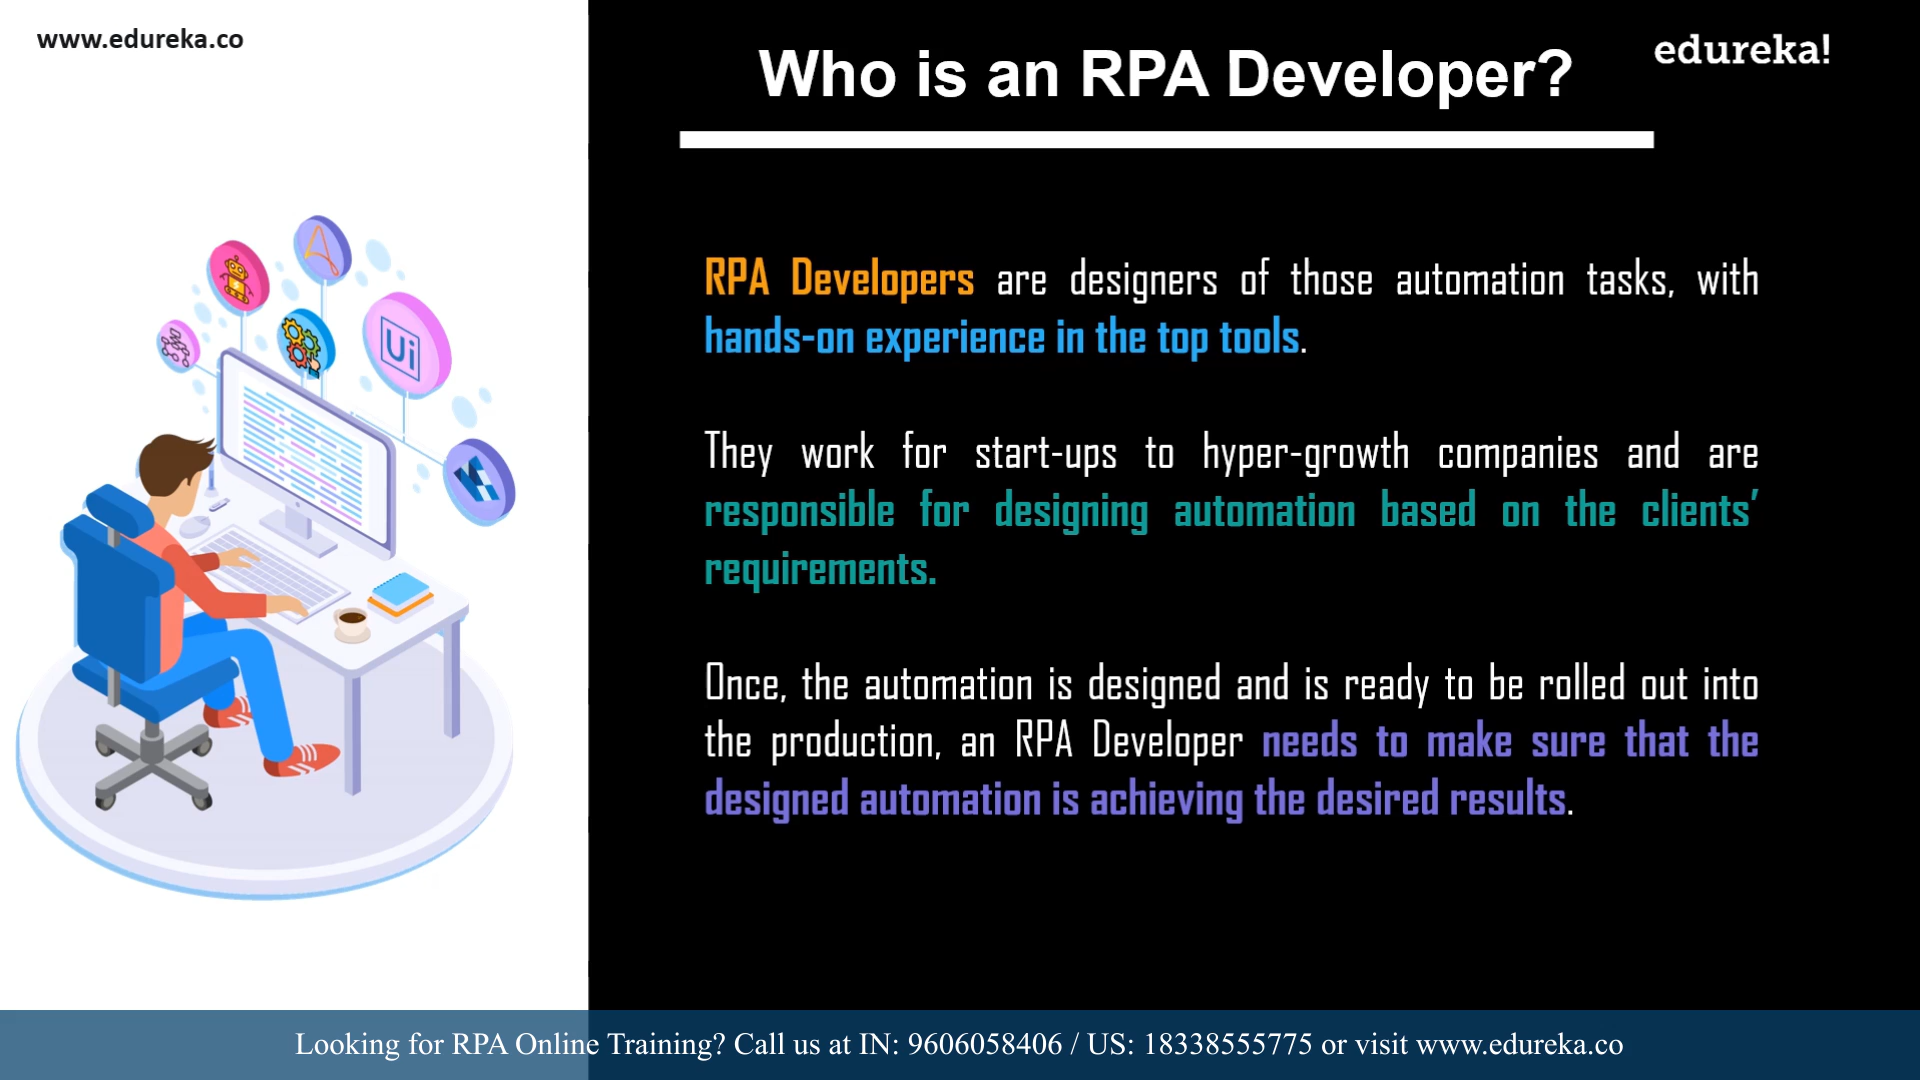 www.edureka.co
Who is an RPA Developer?
edureka!
RPA Developers are designers of those automation tasks, with
hands-on experience in the top tools.
They work for start-ups to hyper-growth companies and are
responsible for designing automation based on the clients’
requirements.
Once, the automation is designed and is ready to be rolled out into
the production, an RPA Developer needs to make sure that the
designed automation is achieving the desired results.
Ui
Looking for RPA Online Training? Call us at IN: 9606058406 / US: 18338555775 or visit www.edureka.co